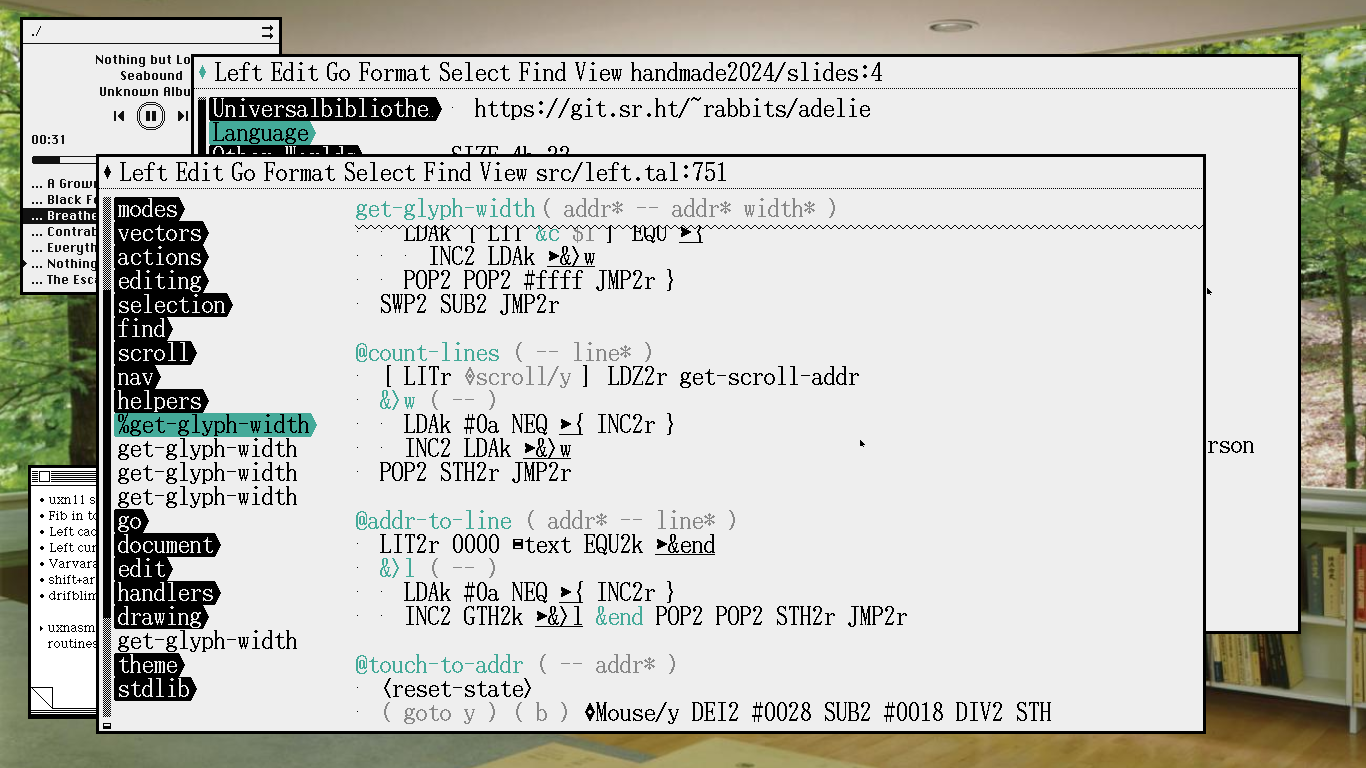 ./
Nothing but Lo
Seabound
Unknown Albu
00:31
... A Grow
... Black Fo
... Breathe
... Contrab
... Everyth
... Nothing
... The Esca
Left Edit Go Format Select Find View handmade2024/slides:4
Universalbibliothe. https://git.sr.ht/~rabbits/adelie
Language
rson
Left Edit Go Format Select Find View src/left.tal:751
modes
vectors
actions
editing
selection
find
scroll
nav
helpers
%get-glyph-width
get-glyph-width
get-glyph-width
get-glyph-width
go
document
edit
handlers
drawing
get-glyph-width
theme
stdlib
get-glyph-width ( addr* -- addr* width* )
LDAk [ LIT &c $1 ] EQU ▶{
INC2 LDAk ▶&⟩w
POP2 POP2 #ffff JMP2r }
SWP2 SUB2 JMP2r
@count-lines ( -- line* )
[ LITr ⬧scroll/y ] LDZ2r get-scroll-addr
&⟩w ( -- )
LDAk #0a NEQ ▶{ INC2r }
INC2 LDAk ▶&⟩w
POP2 STH2r JMP2r
@addr-to-line ( addr* -- line* )
LIT2r 0000 ⬓text EQU2k ▶&end
&⟩l ( -- )
LDAk #0a NEQ ▶{ INC2r }
INC2 GTH2k ▶&⟩l &end POP2 POP2 STH2r JMP2r
@touch-to-addr ( -- addr* )
⟨reset-state⟩
( goto y ) ( b ) ⬧Mouse/y DEI2 #0028 SUB2 #0018 DIV2 STH
• uxn11 s
• Fib in to
• Left cac
• Left cur
• Varvara
• shift+ar
• drifblim
uxnasm
routines